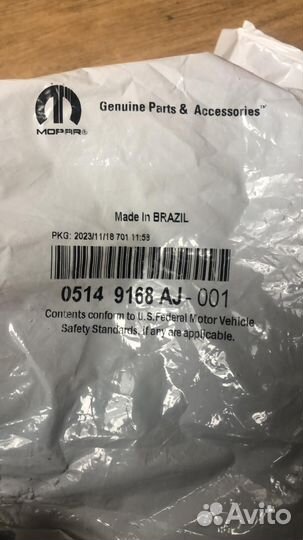 Genuine Parts & Accessories™
MOPAR®
Made In BRAZIL
PKG: 2023/11/18 701 11:58
0514 9168 AJ-001
Contents conform to U.S. Federal Motor Vehicle
Safety Standards, if any are applicable.
Avito